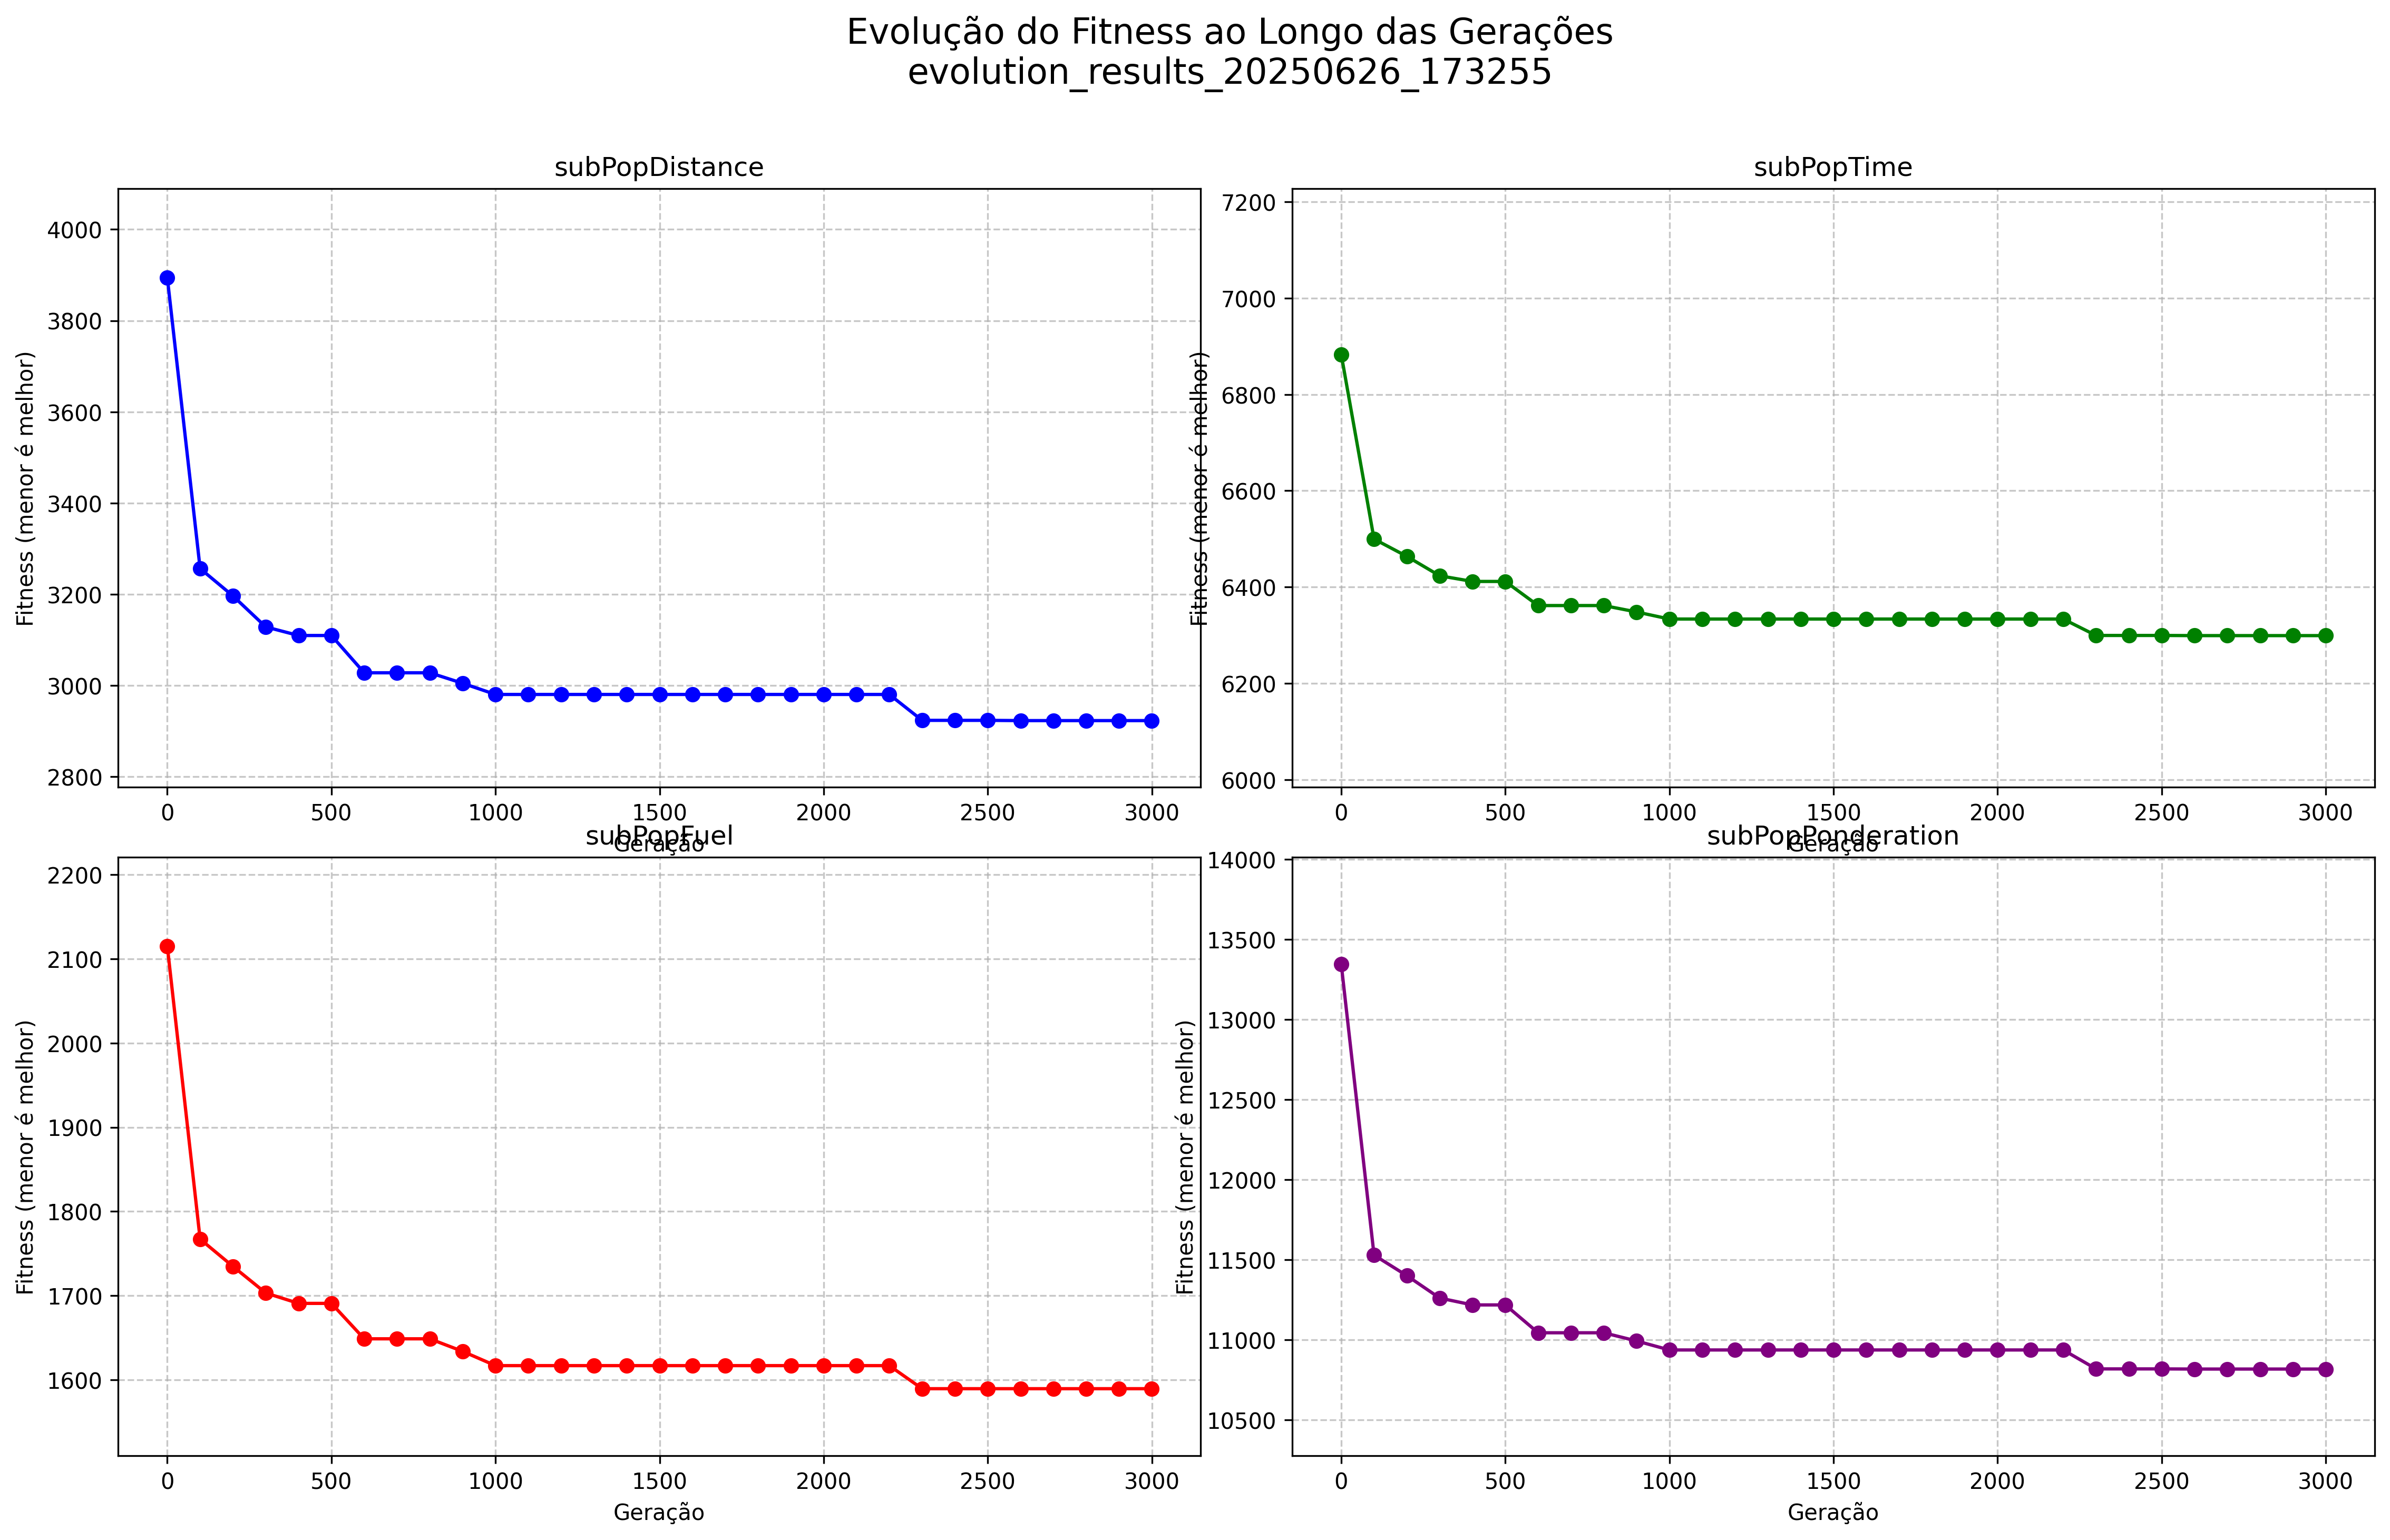 Evolução do Fitness ao Longo das Gerações
evolution_results_20250626_173255
subPopDistance
Fitness (menor é melhor)
4000
3800
3600
3400
3200
3000
2800
0 500 1000 1500 2000 2500 3000
Geração
subPopTime
Fitness (menor é melhor)
7200
7000
6800
6600
6400
6200
6000
0 500 1000 1500 2000 2500 3000
Geração
subPopFuel
Fitness (menor é melhor)
2200
2100
2000
1900
1800
1700
1600
0 500 1000 1500 2000 2500 3000
Geração
subPopPonderation
Fitness (menor é melhor)
14000
13500
13000
12500
12000
11500
11000
10500
0 500 1000 1500 2000 2500 3000
Geração